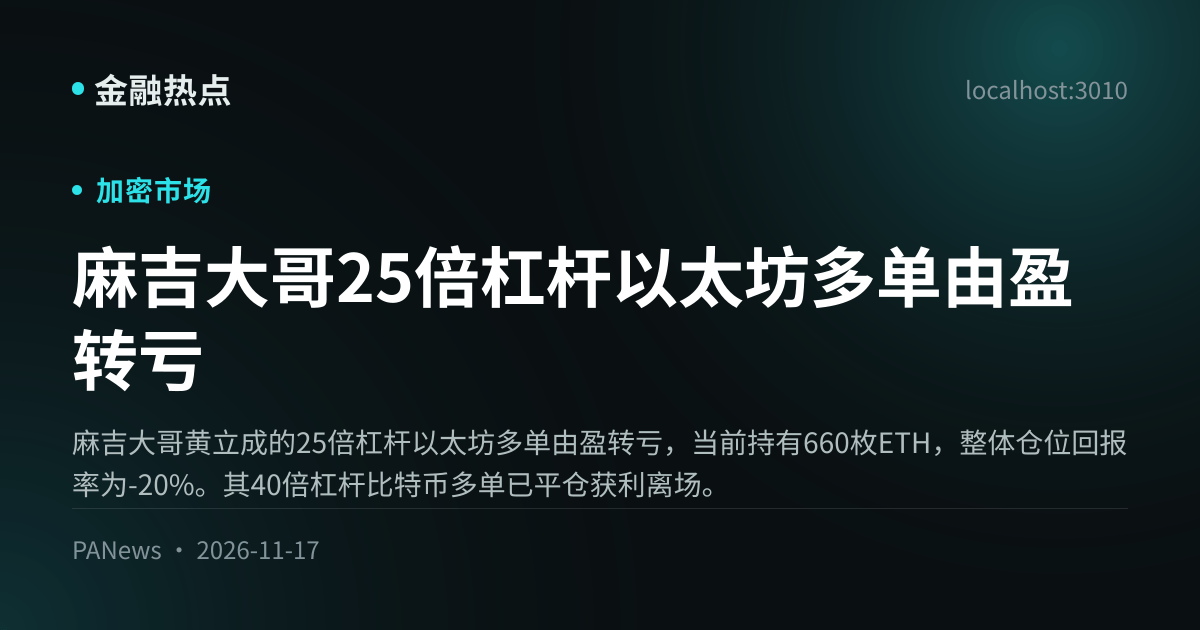 金融热点
localhost:3010
加密市场
麻吉大哥25倍杠杆以太坊多单由盈
转亏
麻吉大哥黄立成的25倍杠杆以太坊多单由盈转亏，当前持有660枚ETH，整体仓位回报
率为-20%。其40倍杠杆比特币多单已平仓获利离场。
PANews • 2026-11-17